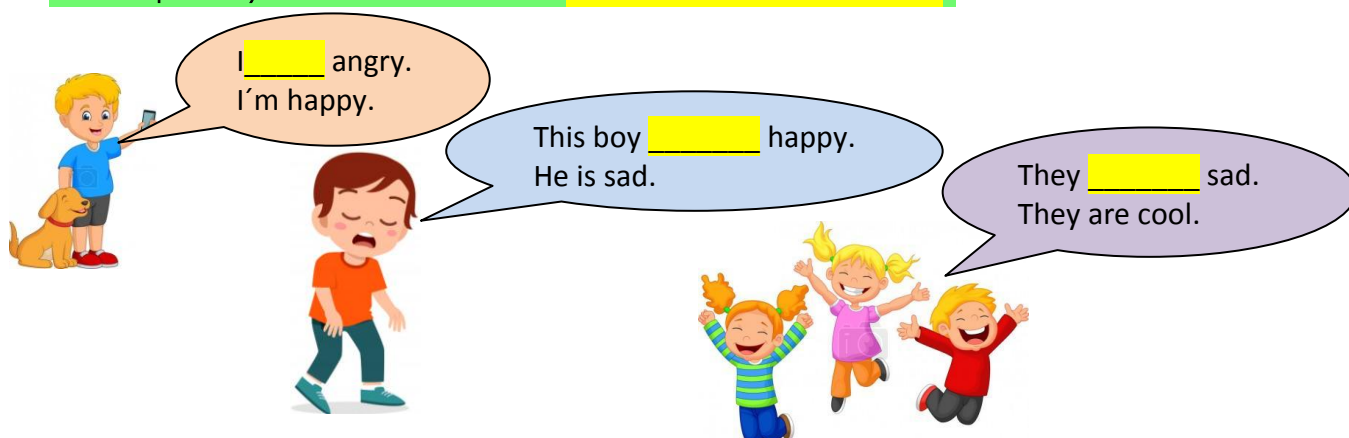 I_____ angry.
I´m happy.
This boy _______ happy.
He is sad.
They _______ sad.
They are cool.